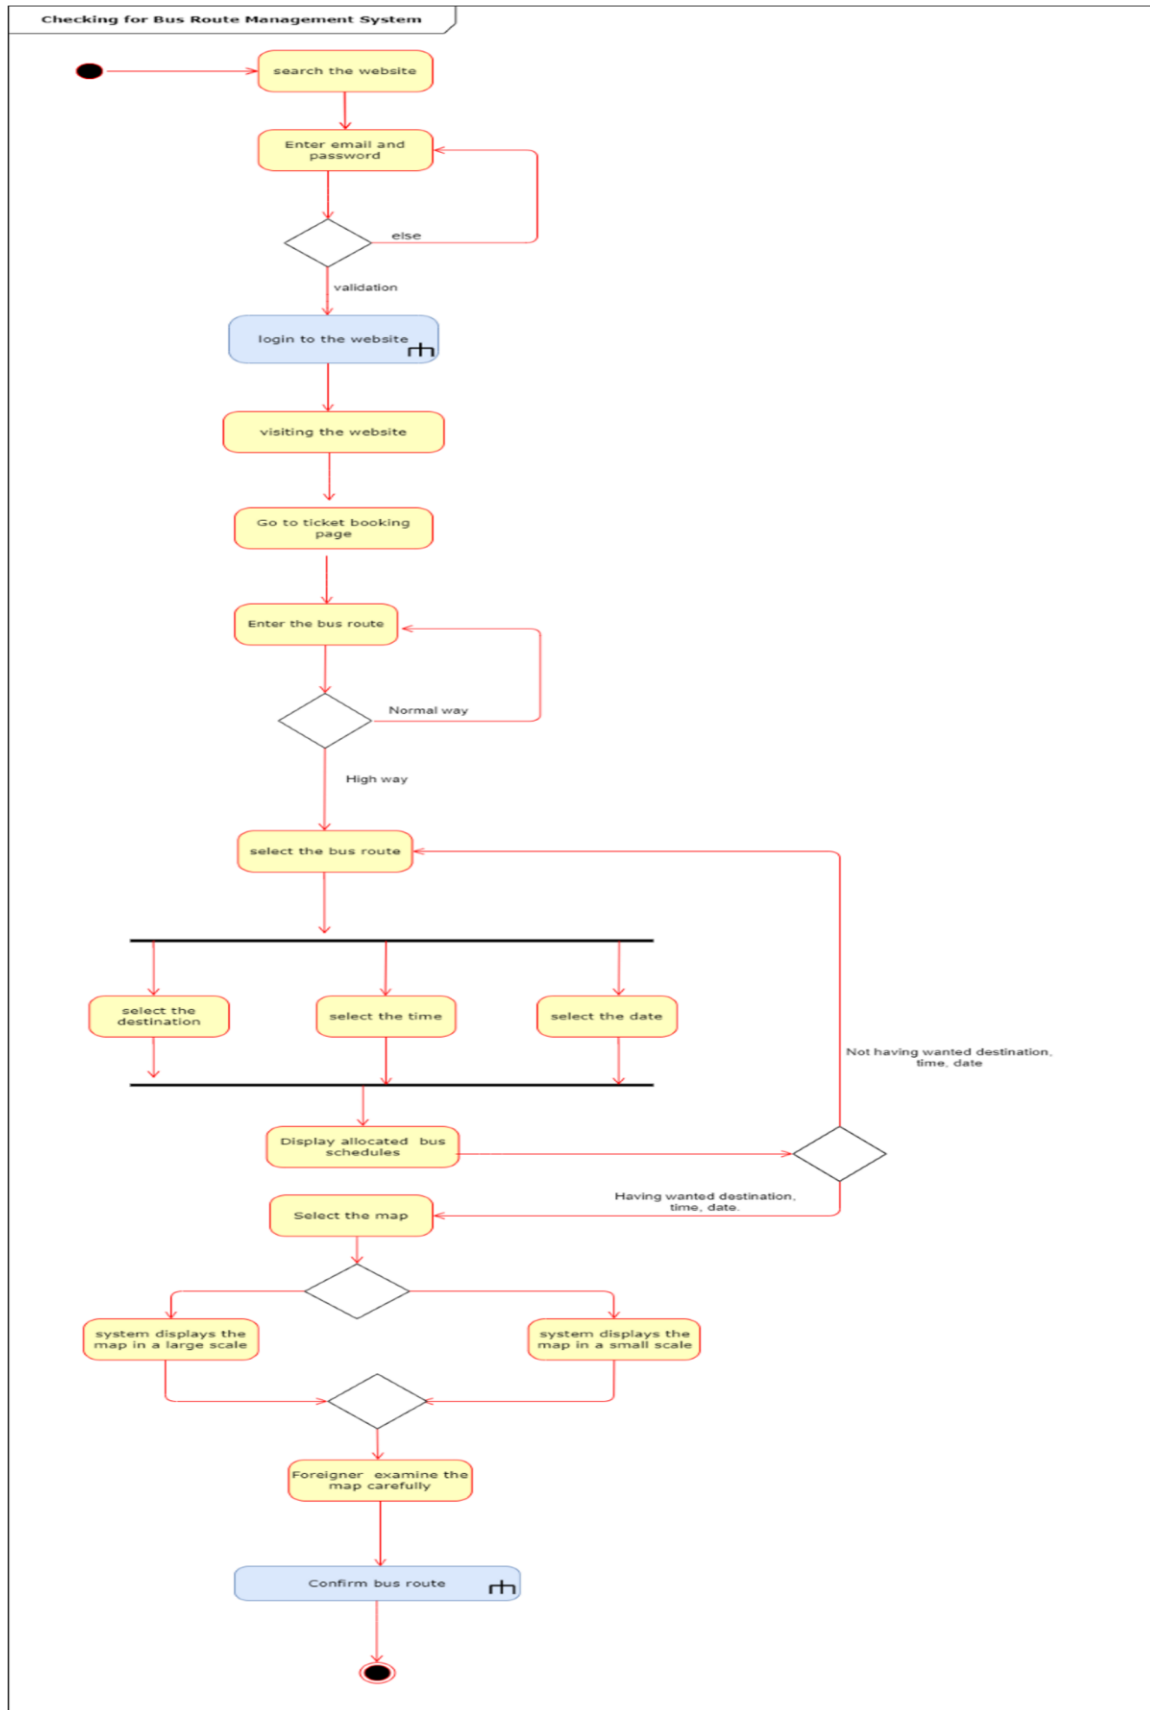 Checking for Bus Route Management System
search the website
Enter email and
password
else
validation
login to the website
visiting the website
Go to ticket booking
page
Enter the bus route
Normal way
High way
select the bus route
select the
destination
select the time
select the date
Not having wanted destination,
time, date
Display allocated  bus
schedules
Having wanted destination,
time, date.
Select the map
system displays the
map in a large scale
system displays the
map in a small scale
Foreigner  examine the
map carefully
Confirm bus route